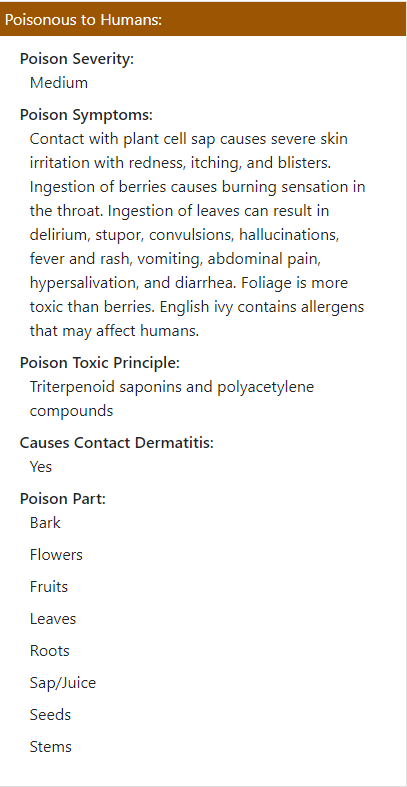 Poisonous to Humans:
Poison Severity:
Medium
Poison Symptoms:
Contact with plant cell sap causes severe skin
irritation with redness, itching, and blisters.
Ingestion of berries causes burning sensation in
the throat. Ingestion of leaves can result in
delirium, stupor, convulsions, hallucinations,
fever and rash, vomiting, abdominal pain,
hypersalivation, and diarrhea. Foliage is more
toxic than berries. English ivy contains allergens
that may affect humans.
Poison Toxic Principle:
Triterpenoid saponins and polyacetylene
compounds
Causes Contact Dermatitis:
Yes
Poison Part:
Bark
Flowers
Fruits
Leaves
Roots
Sap/Juice
Seeds
Stems